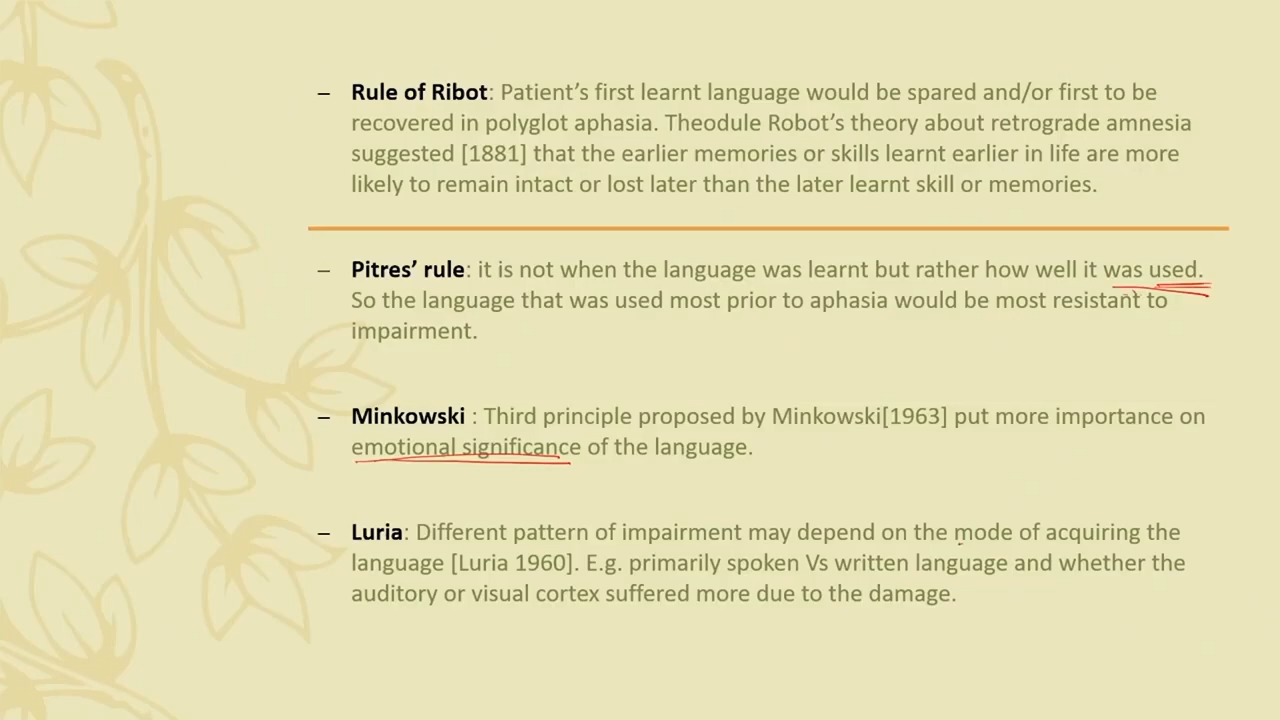 – Rule of Ribot: Patient’s first learnt language would be spared and/or first to be
recovered in polyglot aphasia. Theodule Robot’s theory about retrograde amnesia
suggested [1881] that the earlier memories or skills learnt earlier in life are more
likely to remain intact or lost later than the later learnt skill or memories.
– Pitres’ rule: it is not when the language was learnt but rather how well it was used.
So the language that was used most prior to aphasia would be most resistant to
impairment.
– Minkowski : Third principle proposed by Minkowski[1963] put more importance on
emotional significance of the language.
– Luria: Different pattern of impairment may depend on the mode of acquiring the
language [Luria 1960]. E.g. primarily spoken Vs written language and whether the
auditory or visual cortex suffered more due to the damage.